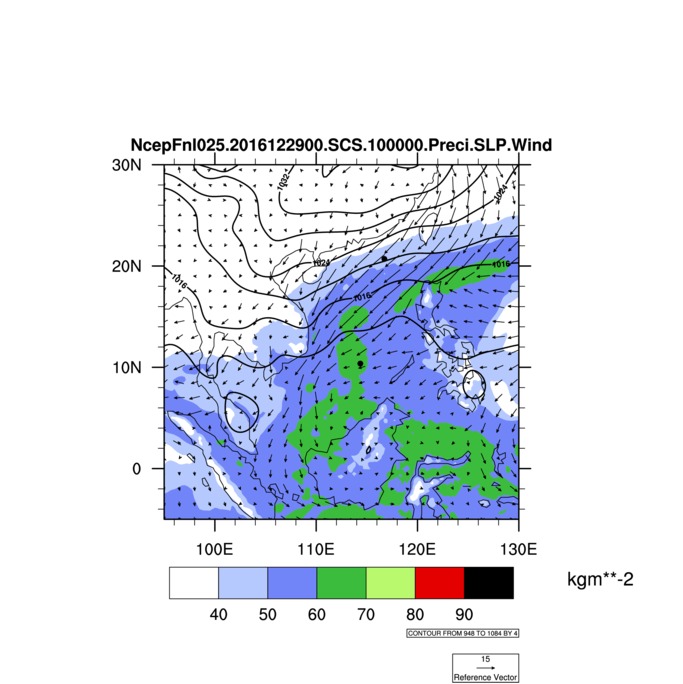 NcepFnl025.2016122900.SCS.100000.Preci.SLP.Wind
30N
1032
1024
20N
1024
1016
1016
1016
10N
0
100E 110E 120E 130E
kgm**-2
40 50 60 70 80 90
CONTOUR FROM 948 TO 1084 BY 4
15
Reference Vector